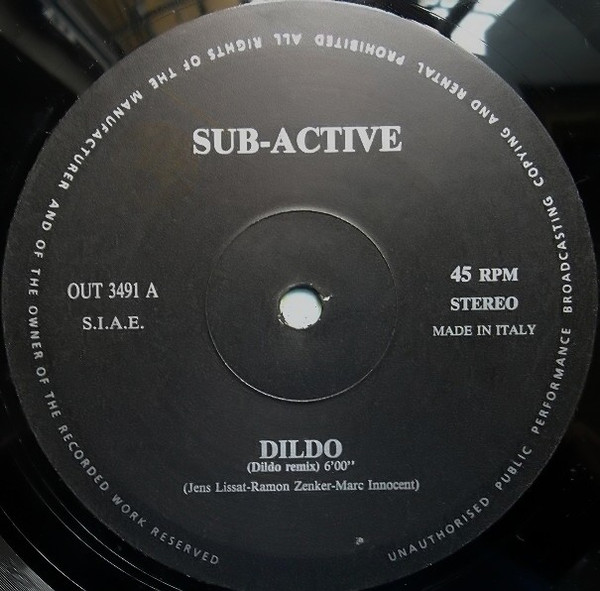 SUB-ACTIVE
OUT 3491 A
S.I.A.E.
45 RPM
STEREO
MADE IN ITALY
DILDO
(Dildo remix) 6'00''
(Jens Lissat-Ramon Zenker-Marc Innocent)
ALL RIGHTS OF THE MANUFACTURER AND OF THE OWNER OF THE RECORDED WORK RESERVED
UNAUTHORISED PUBLIC PERFORMANCE BROADCASTING COPYING AND RENTAL PROHIBITED